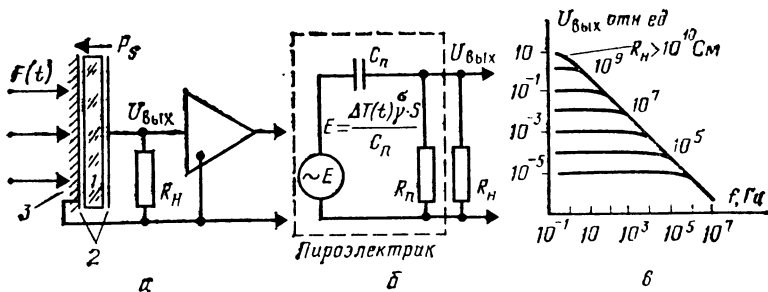 F(t)
P_s
U_вых
1
R_н
3
2
а
C_п
U_вых
E = ΔT(t)γ^σ·S / C_п
~E
R_п
R_н
Пироэлектрик
б
U_вых отн ед
R_н>10^10 См
10
10^-1
10^-3
10^-5
10^9
10^7
10^5
f, Гц
10^-1 10 10^3 10^5 10^7
в